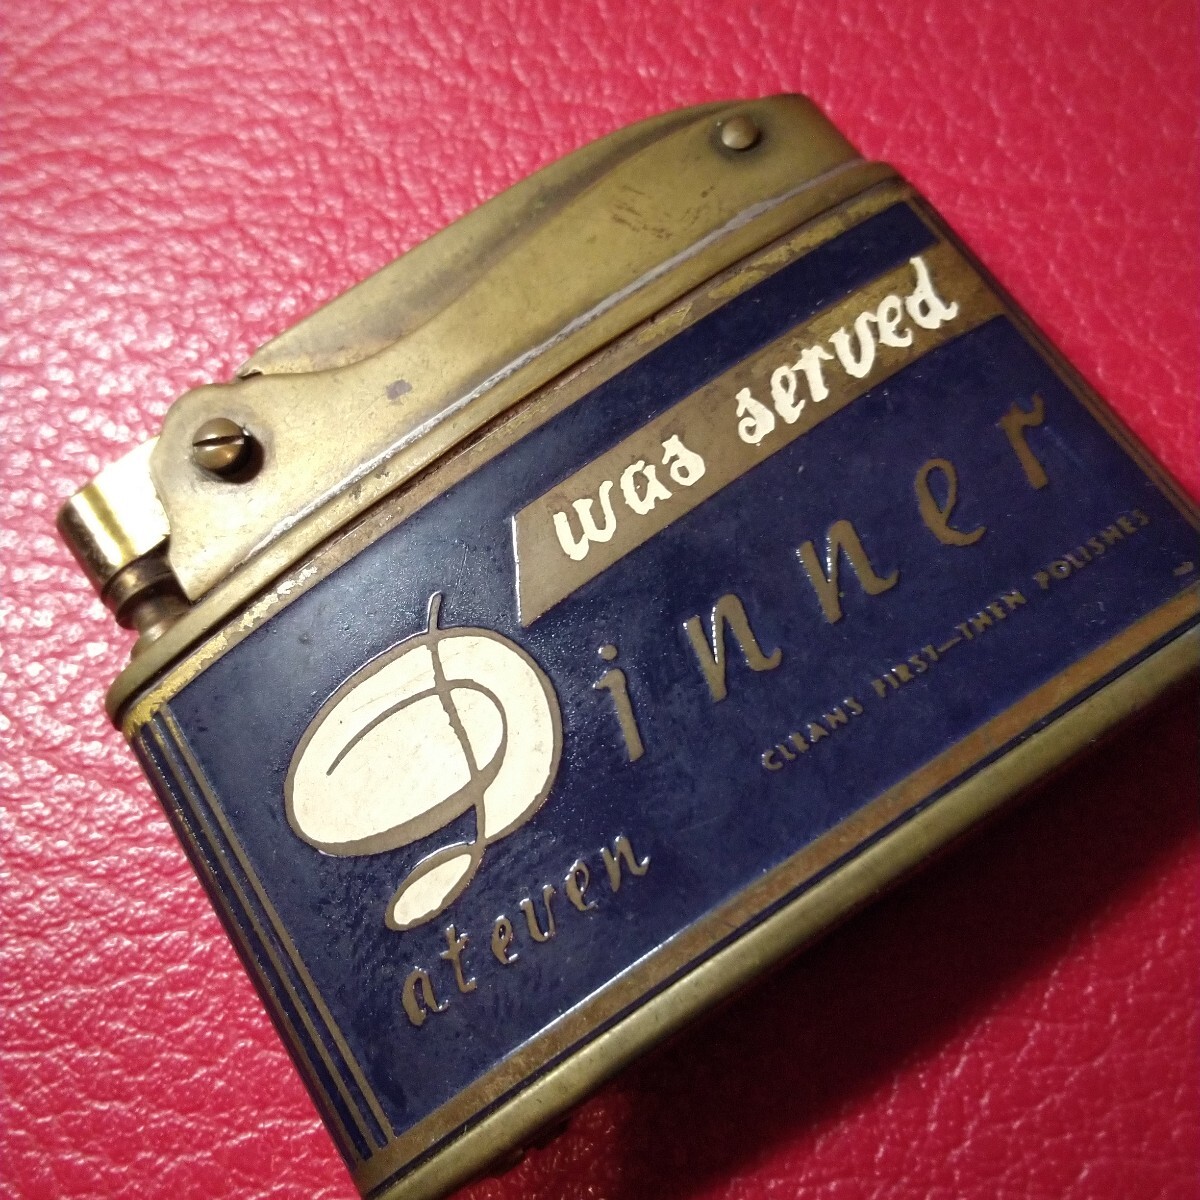 was served
Dinner
CLEANS FIRST—THEN POLISHES
ateven